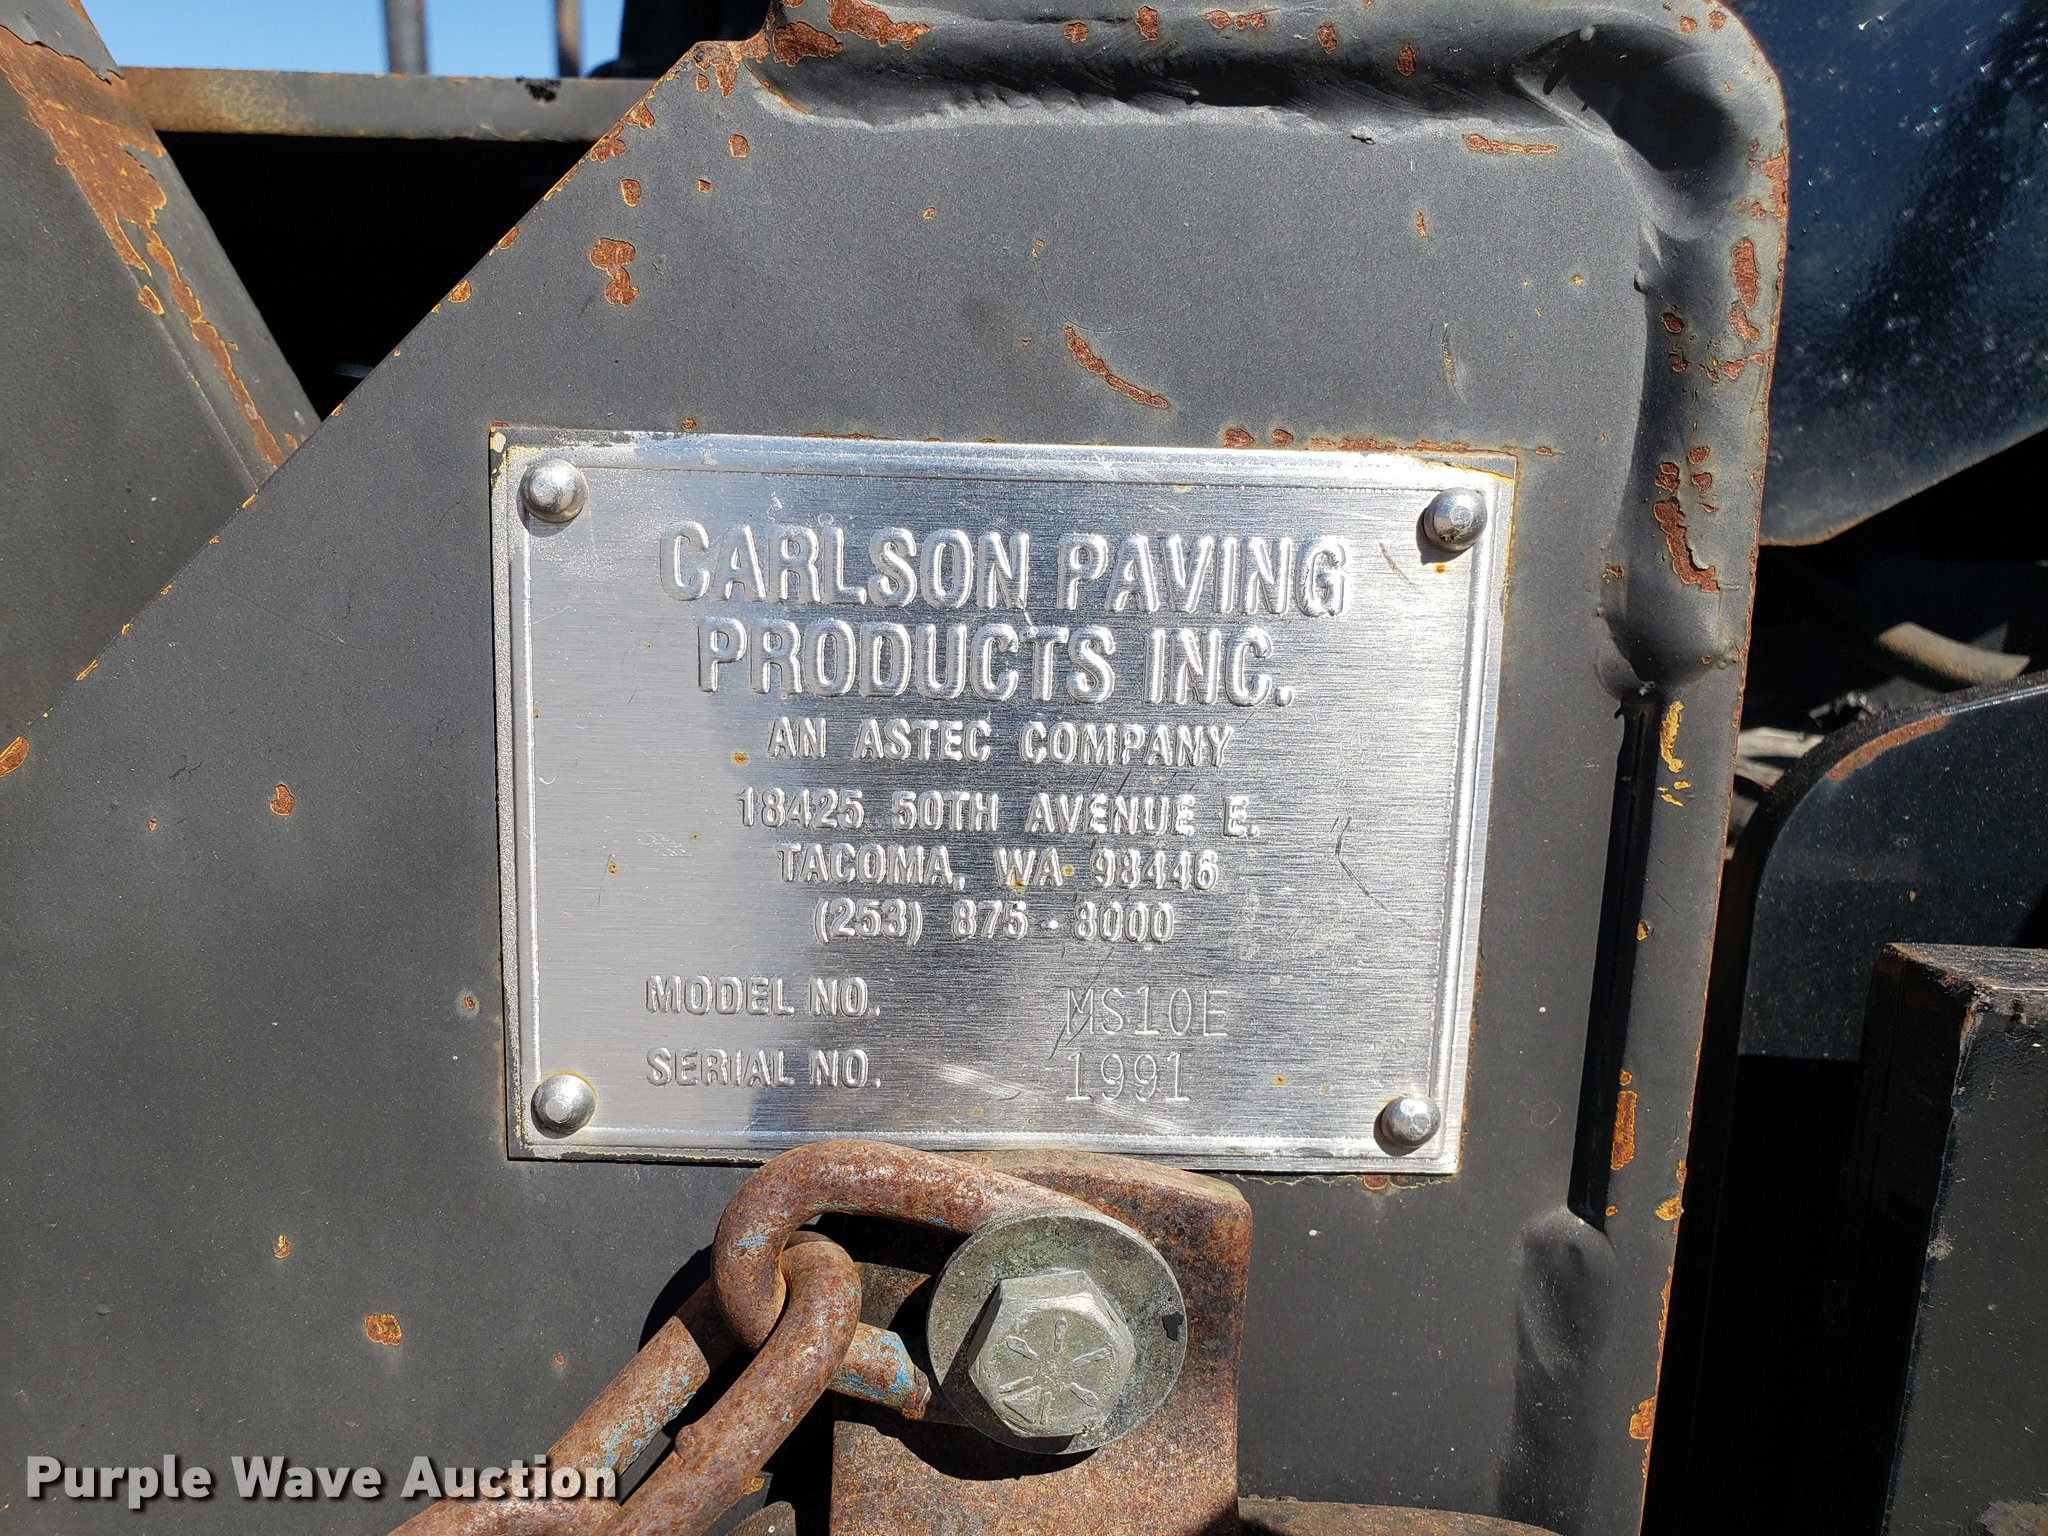 CARLSON PAVING
PRODUCTS INC.
AN ASTEC COMPANY
18425 50TH AVENUE E.
TACOMA, WA 98446
(253) 875-8000
MODEL NO. MS10E
SERIAL NO. 1991
Purple Wave Auction